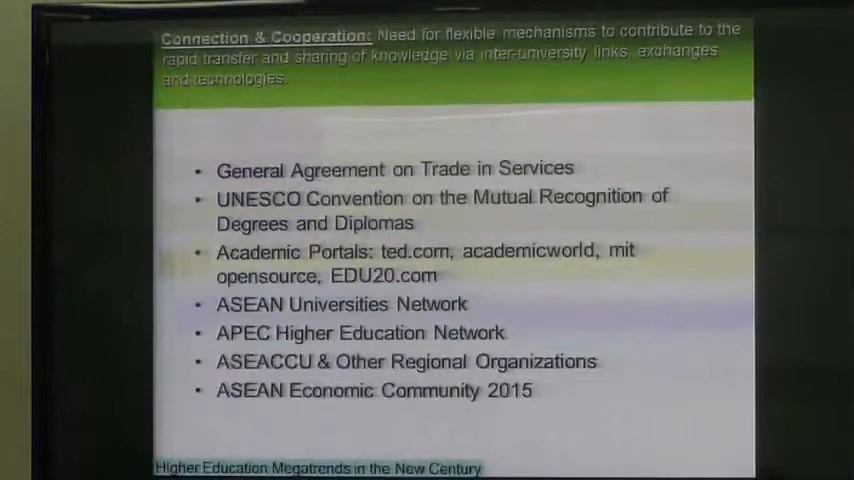 Connection & Cooperation: Need for flexible mechanisms to contribute to the
rapid transfer and sharing of knowledge via inter-university links, exchanges
and technologies.
• General Agreement on Trade in Services
• UNESCO Convention on the Mutual Recognition of
Degrees and Diplomas
• Academic Portals: ted.com, academicworld, mit
opensource, EDU20.com
• ASEAN Universities Network
• APEC Higher Education Network
• ASEACCU & Other Regional Organizations
• ASEAN Economic Community 2015
Higher Education Megatrends in the New Century